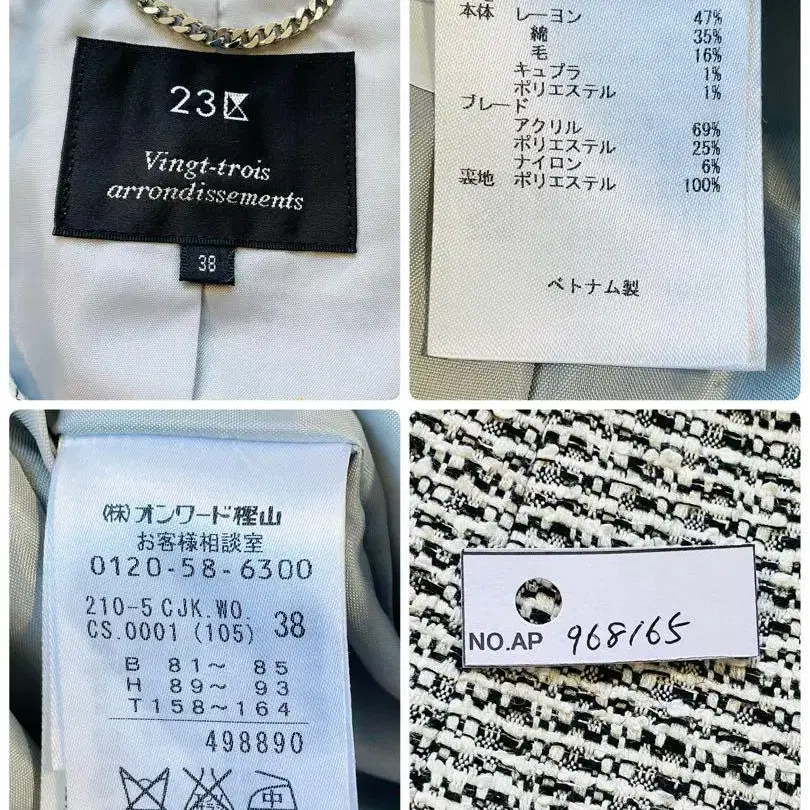 23区
Vingt-trois
arrondissements
38
本体 レーヨン 47%
綿 35%
毛 16%
キュプラ 1%
ポリエステル 1%
ブレード
アクリル 69%
ポリエステル 25%
ナイロン 6%
裏地 ポリエステル 100%
ベトナム製
(株)オンワード樫山
お客様相談室
0120-58-6300
210-5 CJK.WO.
CS.0001 (105) 38
B 81〜 85
H 89〜 93
T 158〜164
498890
中
NO.AP 968165